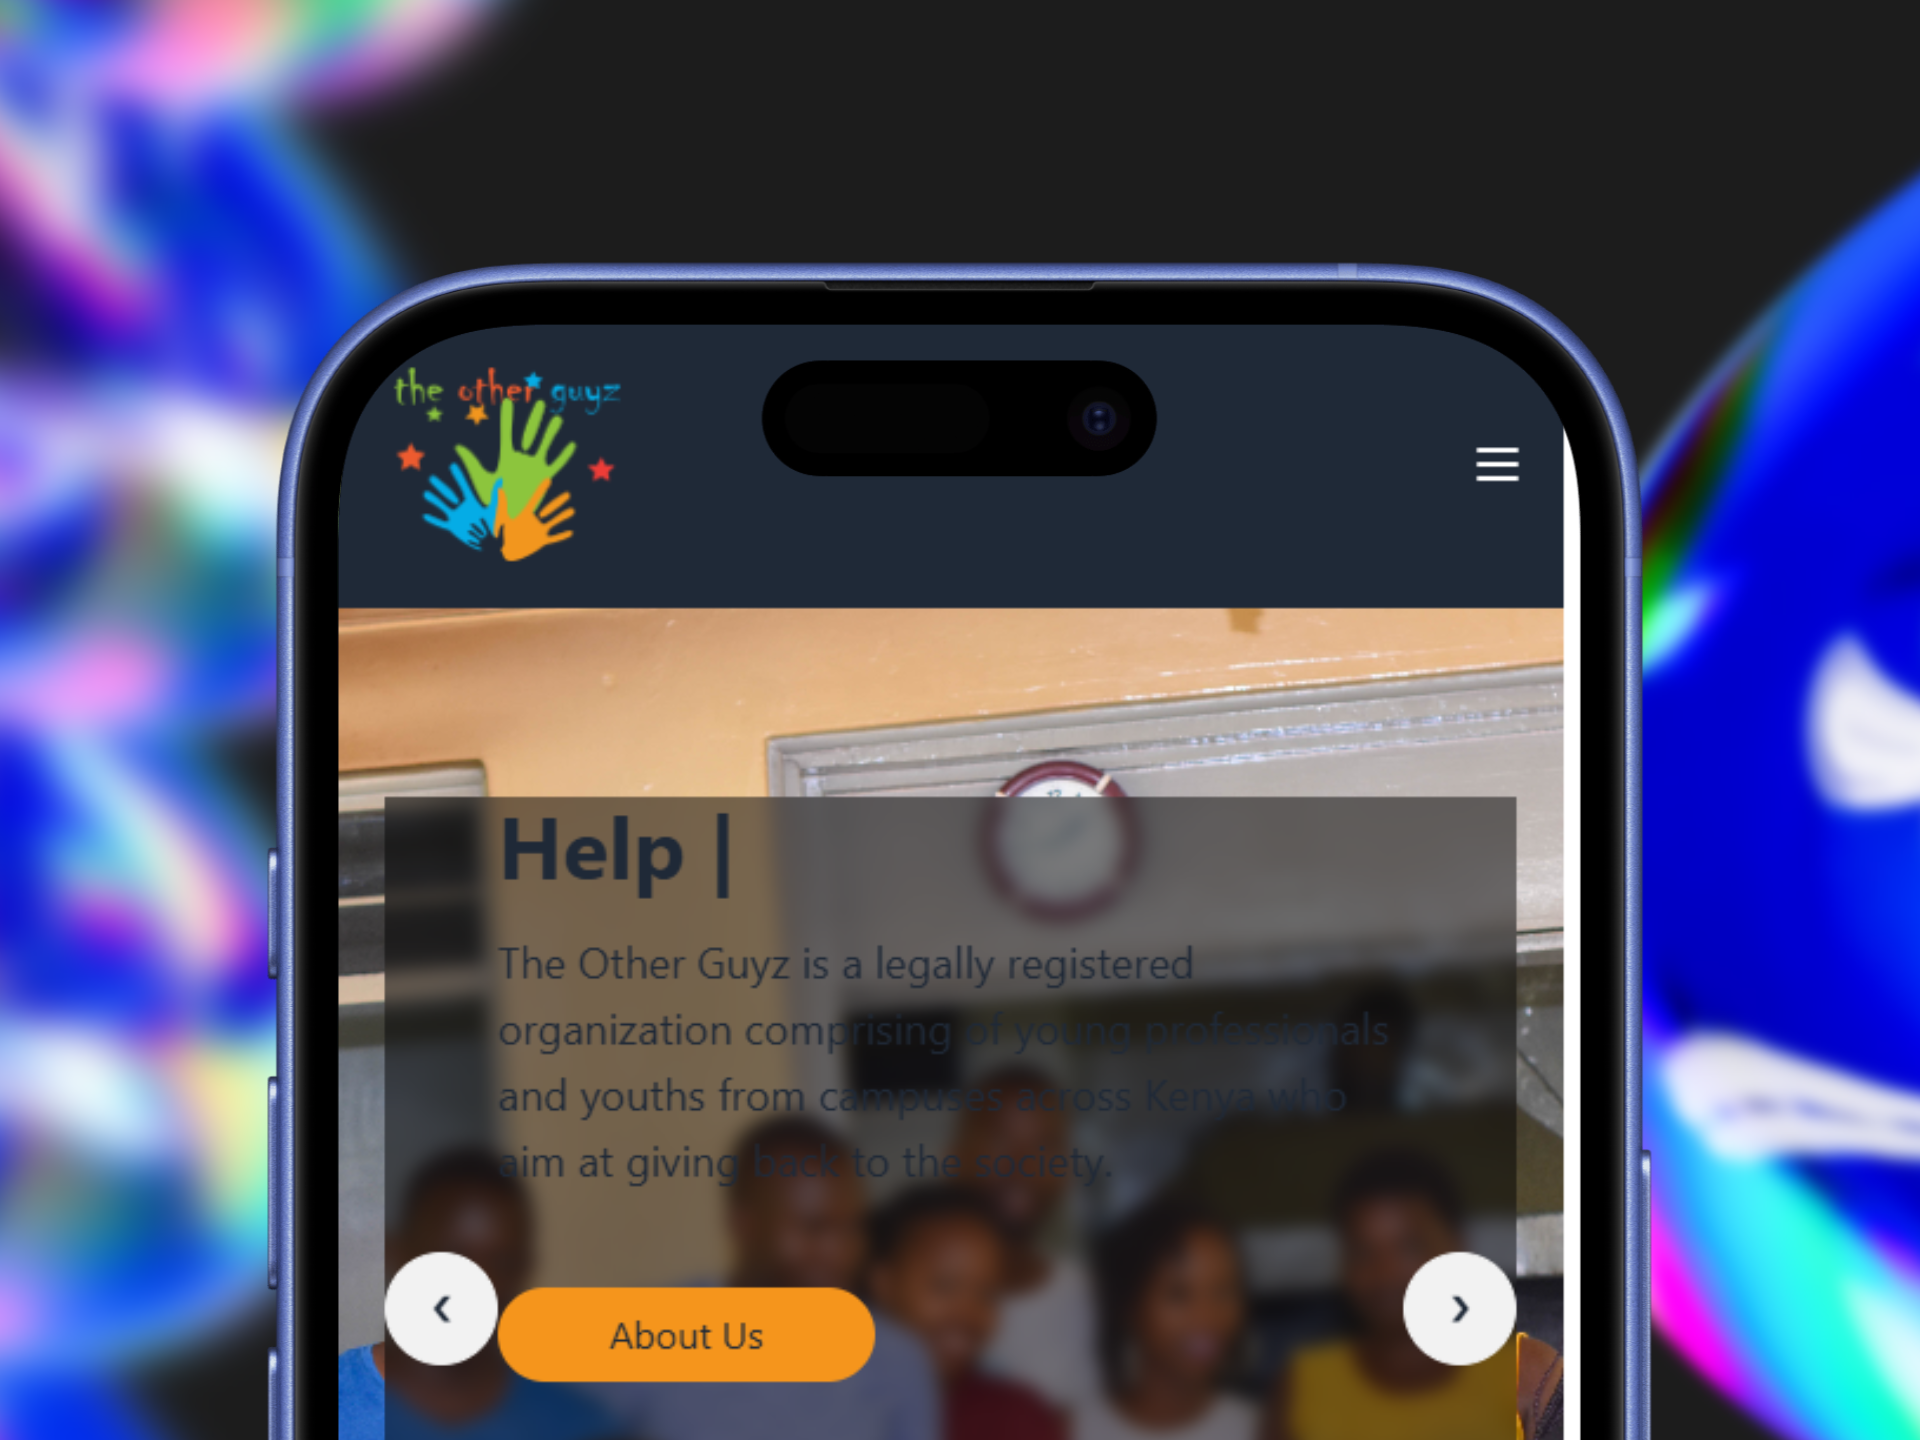 the other guyz
Help |
The Other Guyz is a legally registered
organization comprising of young professionals
and youths from campuses across Kenya who
aim at giving back to the society.
About Us